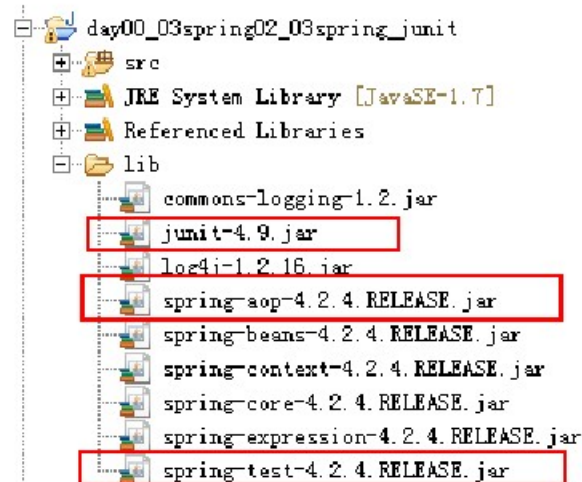 day00_03spring02_03spring_junit
src
JRE System Library [JavaSE-1.7]
Referenced Libraries
lib
commons-logging-1.2.jar
junit-4.9.jar
log4j-1.2.16.jar
spring-aop-4.2.4.RELEASE.jar
spring-beans-4.2.4.RELEASE.jar
spring-context-4.2.4.RELEASE.jar
spring-core-4.2.4.RELEASE.jar
spring-expression-4.2.4.RELEASE.jar
spring-test-4.2.4.RELEASE.jar